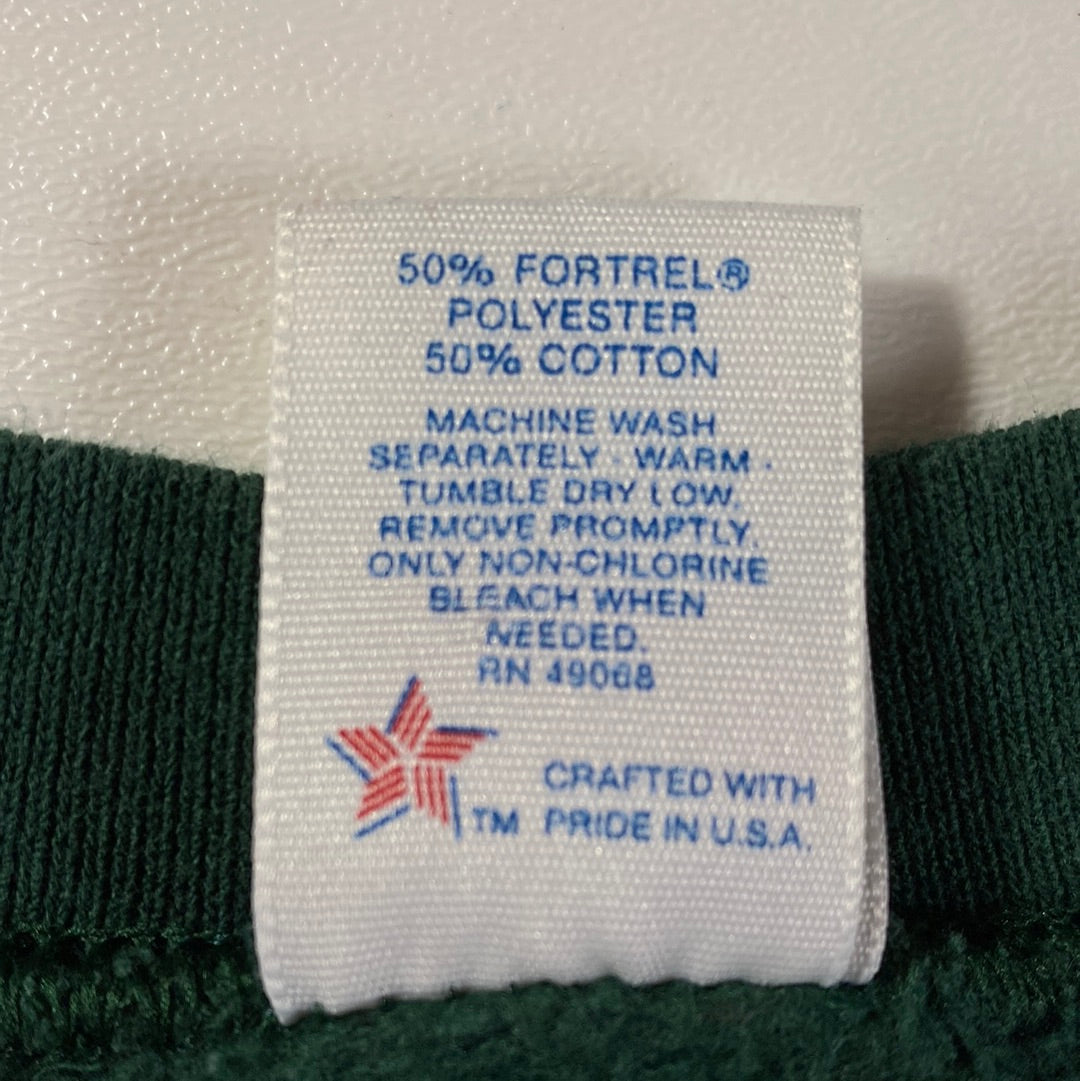 50% FORTREL®
POLYESTER
50% COTTON
MACHINE WASH
SEPARATELY · WARM ·
TUMBLE DRY LOW.
REMOVE PROMPTLY.
ONLY NON-CHLORINE
BLEACH WHEN
NEEDED.
RN 49068
CRAFTED WITH
TM PRIDE IN U.S.A.